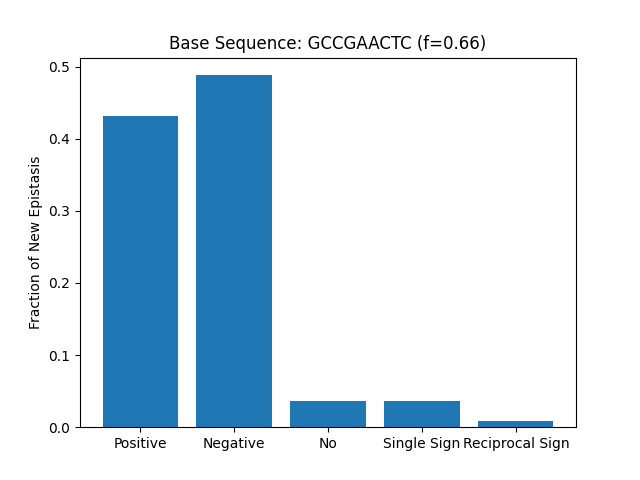 Base Sequence: GCCGAACTC (f=0.66)
Fraction of New Epistasis
0.5
0.4
0.3
0.2
0.1
0.0
Positive Negative No Single Sign Reciprocal Sign